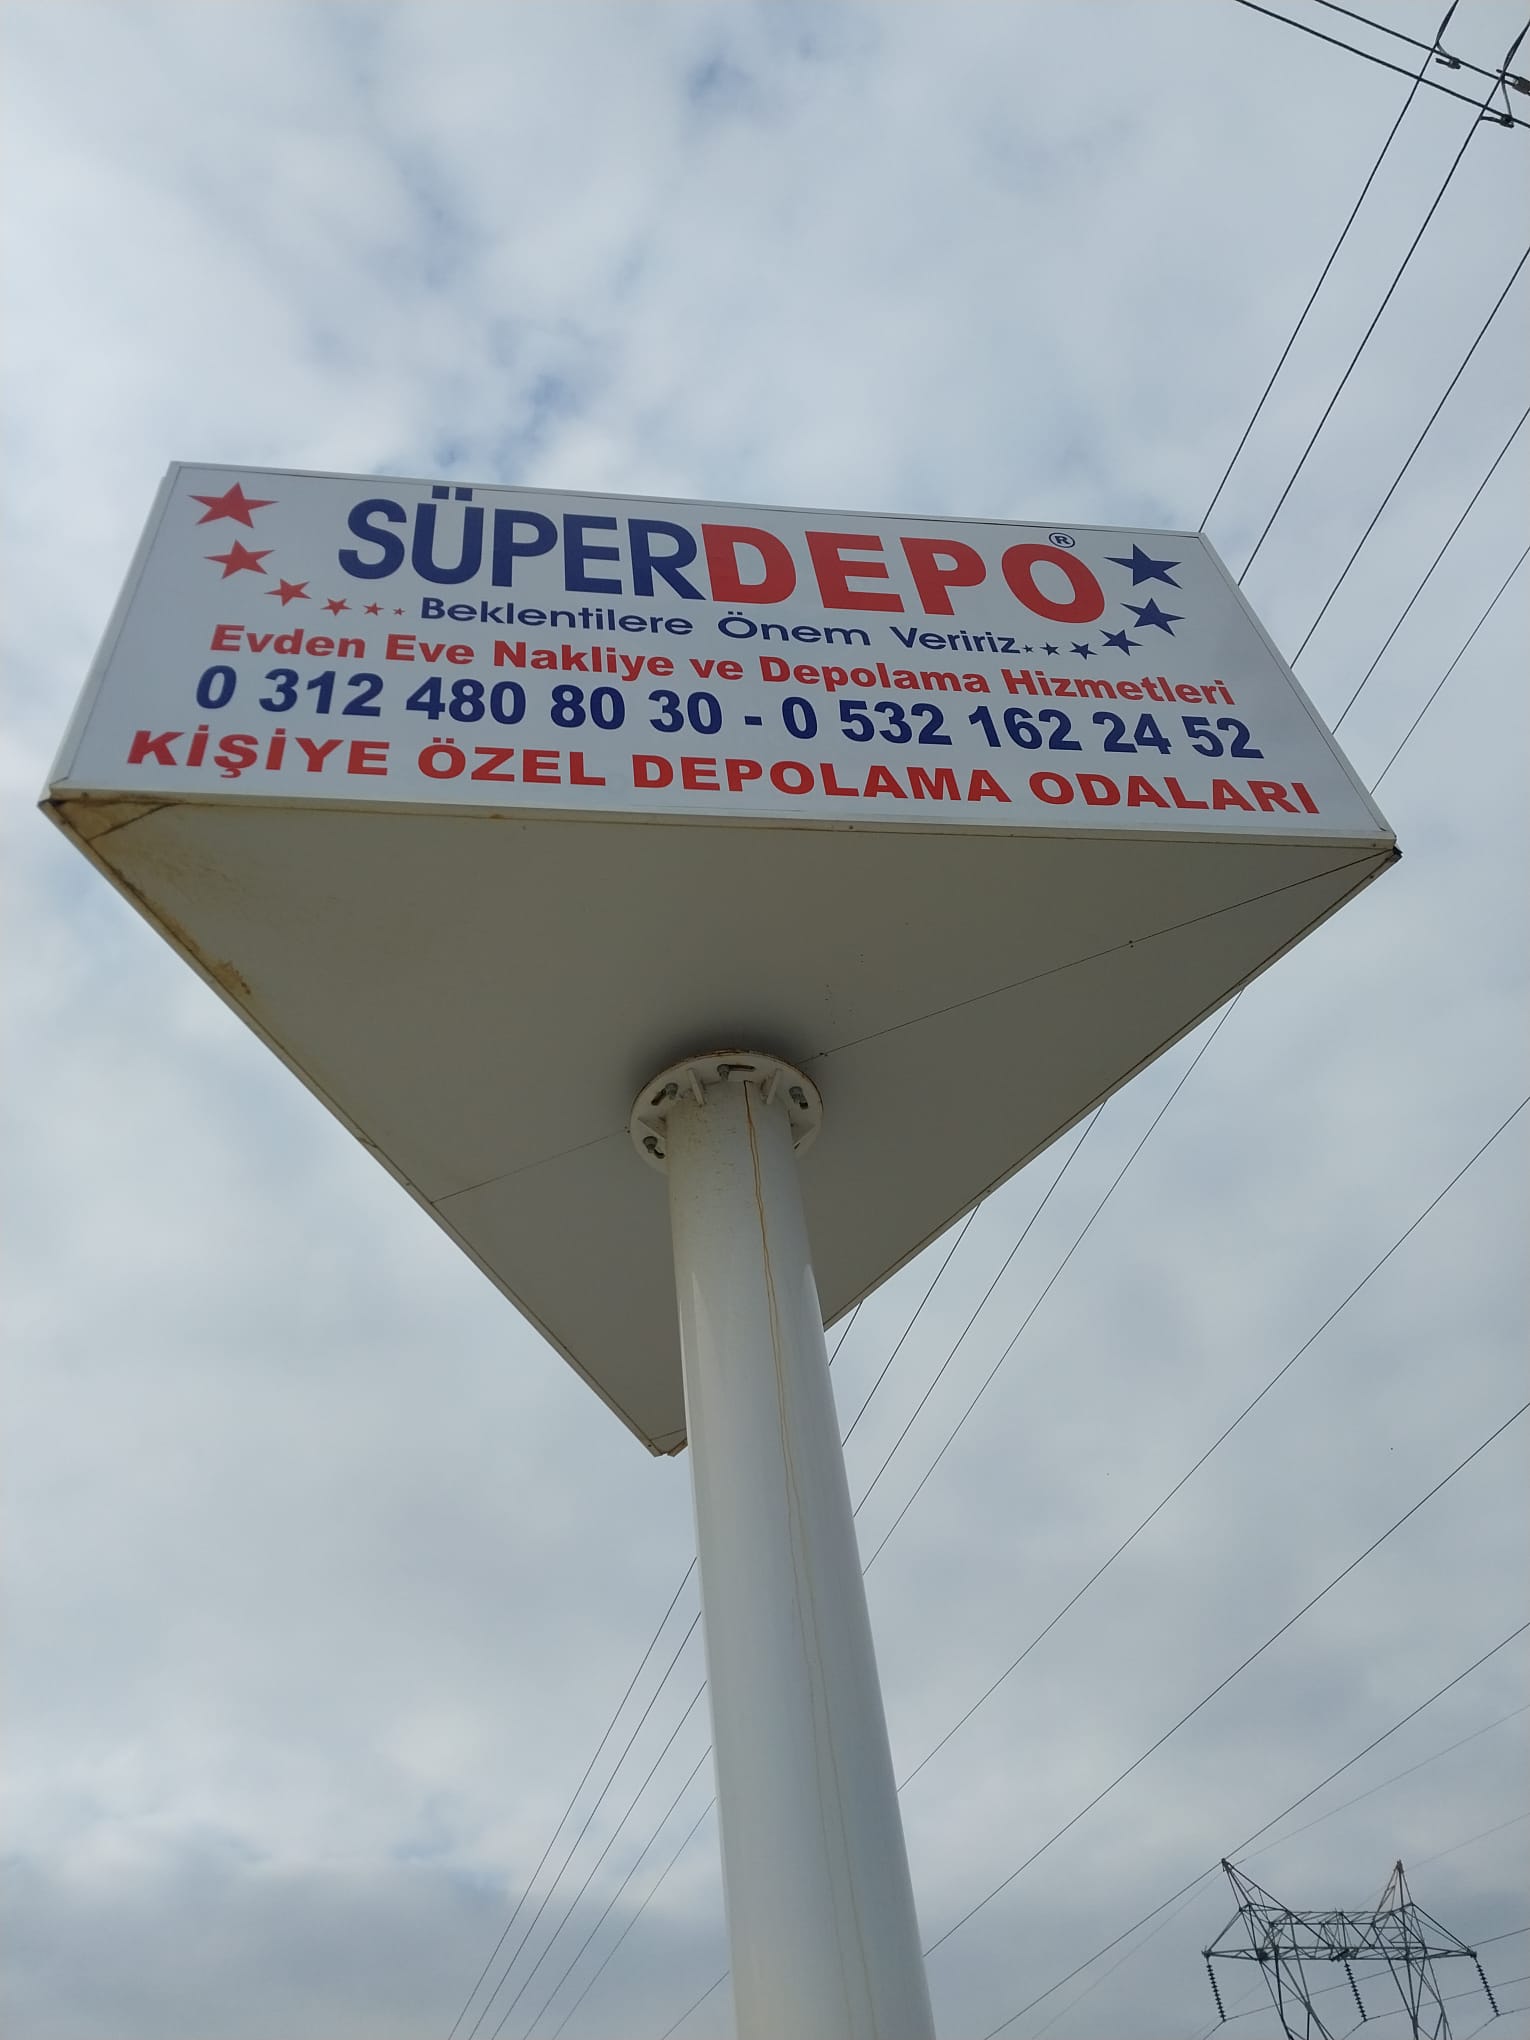 SÜPERDEPO®
Beklentilere Önem Veririz...
Evden Eve Nakliye ve Depolama Hizmetleri
0 312 480 80 30 - 0 532 162 24 52
KİŞİYE ÖZEL DEPOLAMA ODALARI